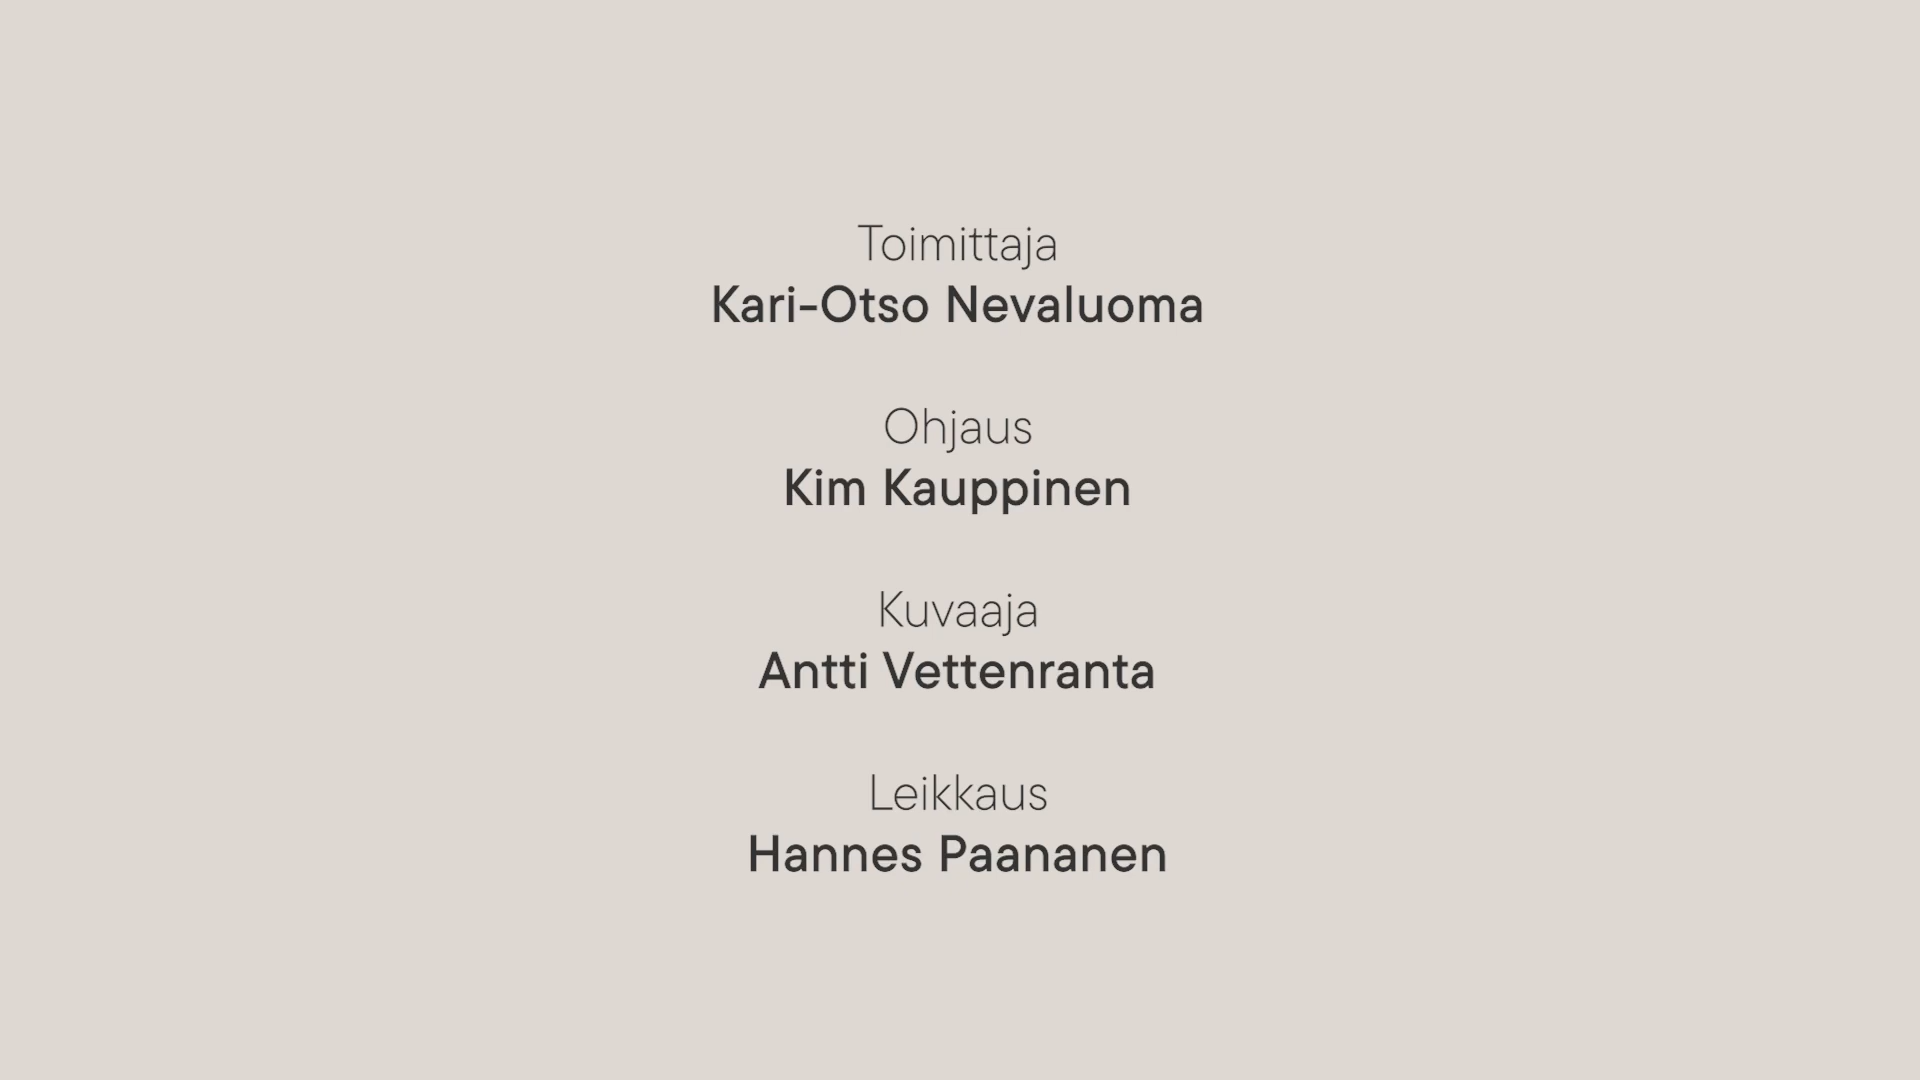 Toimittaja
Kari-Otso Nevaluoma
Ohjaus
Kim Kauppinen
Kuvaaja
Antti Vettenranta
Leikkaus
Hannes Paananen